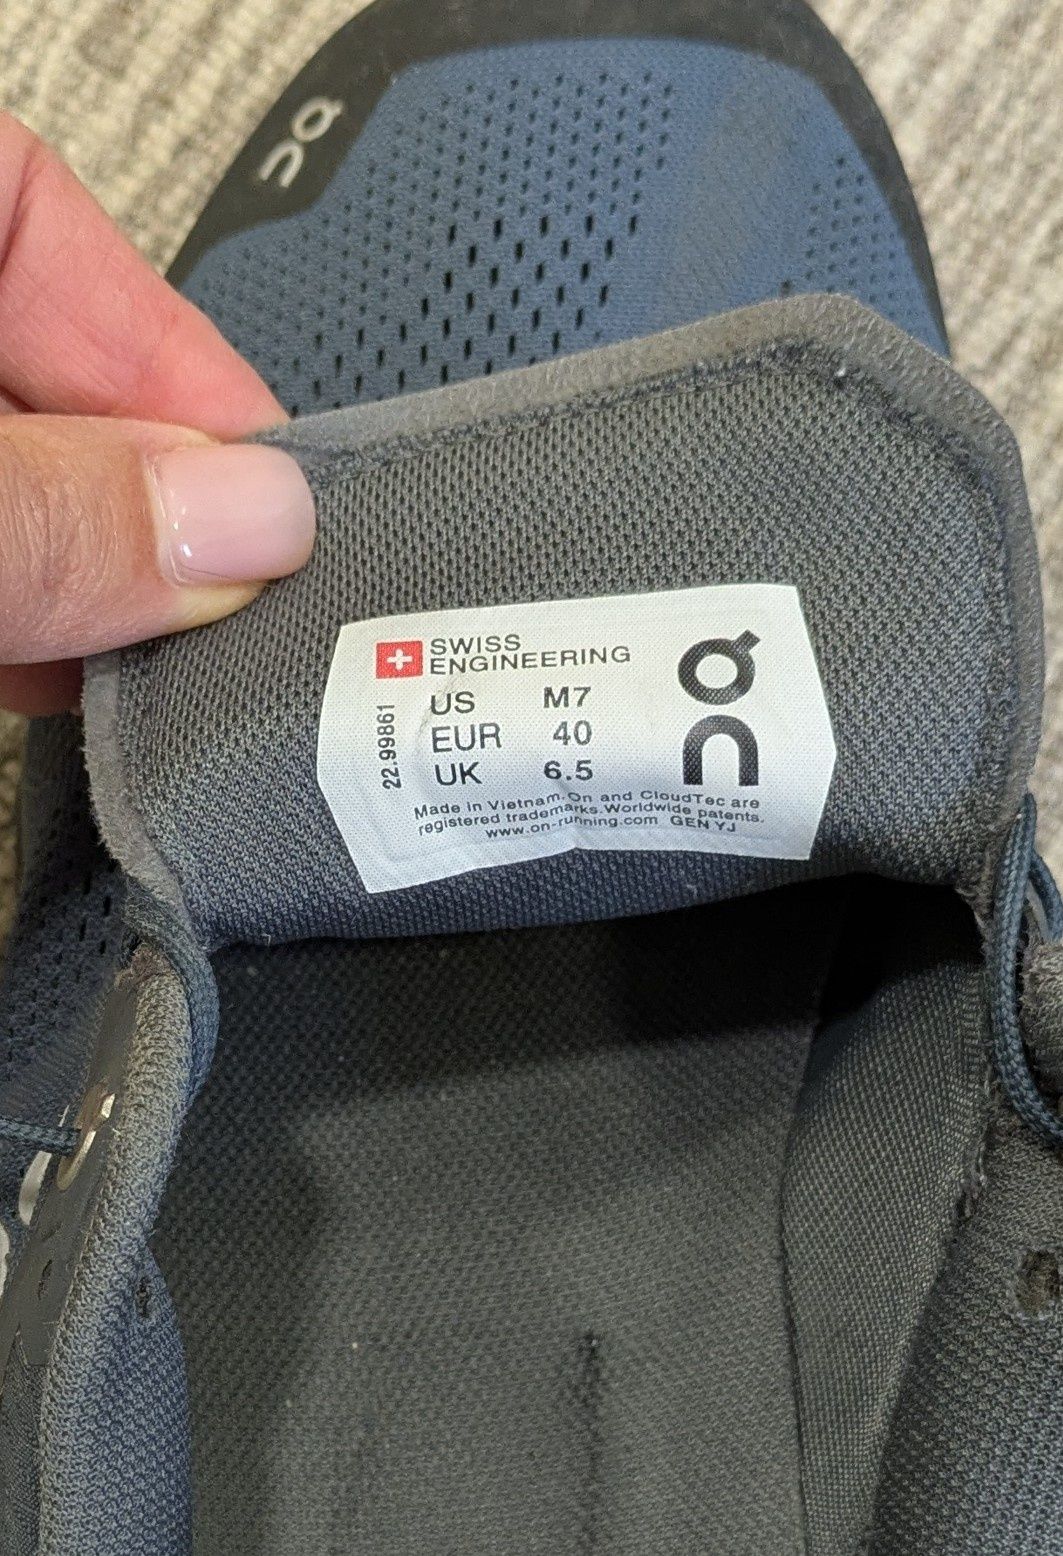 SWISS
ENGINEERING
US M7
EUR 40
UK 6.5
22.99861
Made in Vietnam. On and CloudTec are
registered trademarks. Worldwide patents.
www.on-running.com GEN YJ
On
On